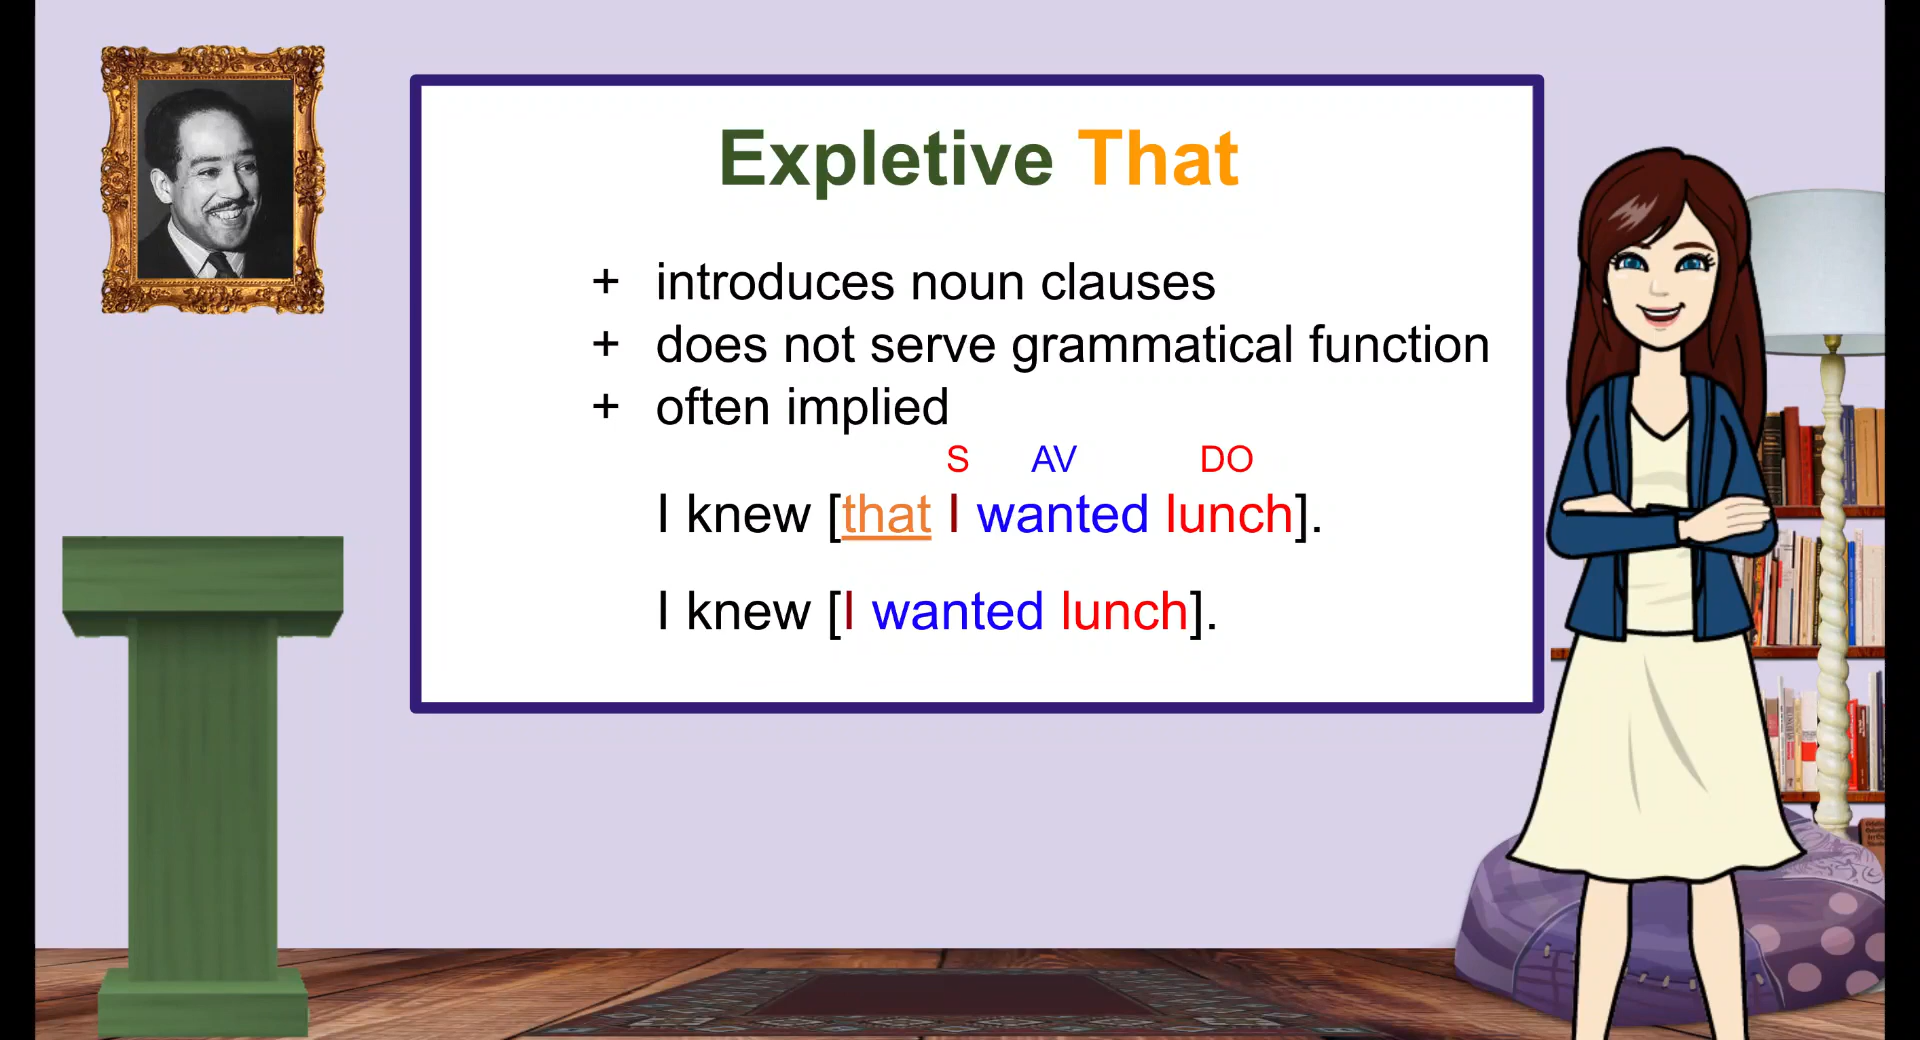 Expletive That
+ introduces noun clauses
+ does not serve grammatical function
+ often implied
S AV DO
I knew [that I wanted lunch].
I knew [I wanted lunch].